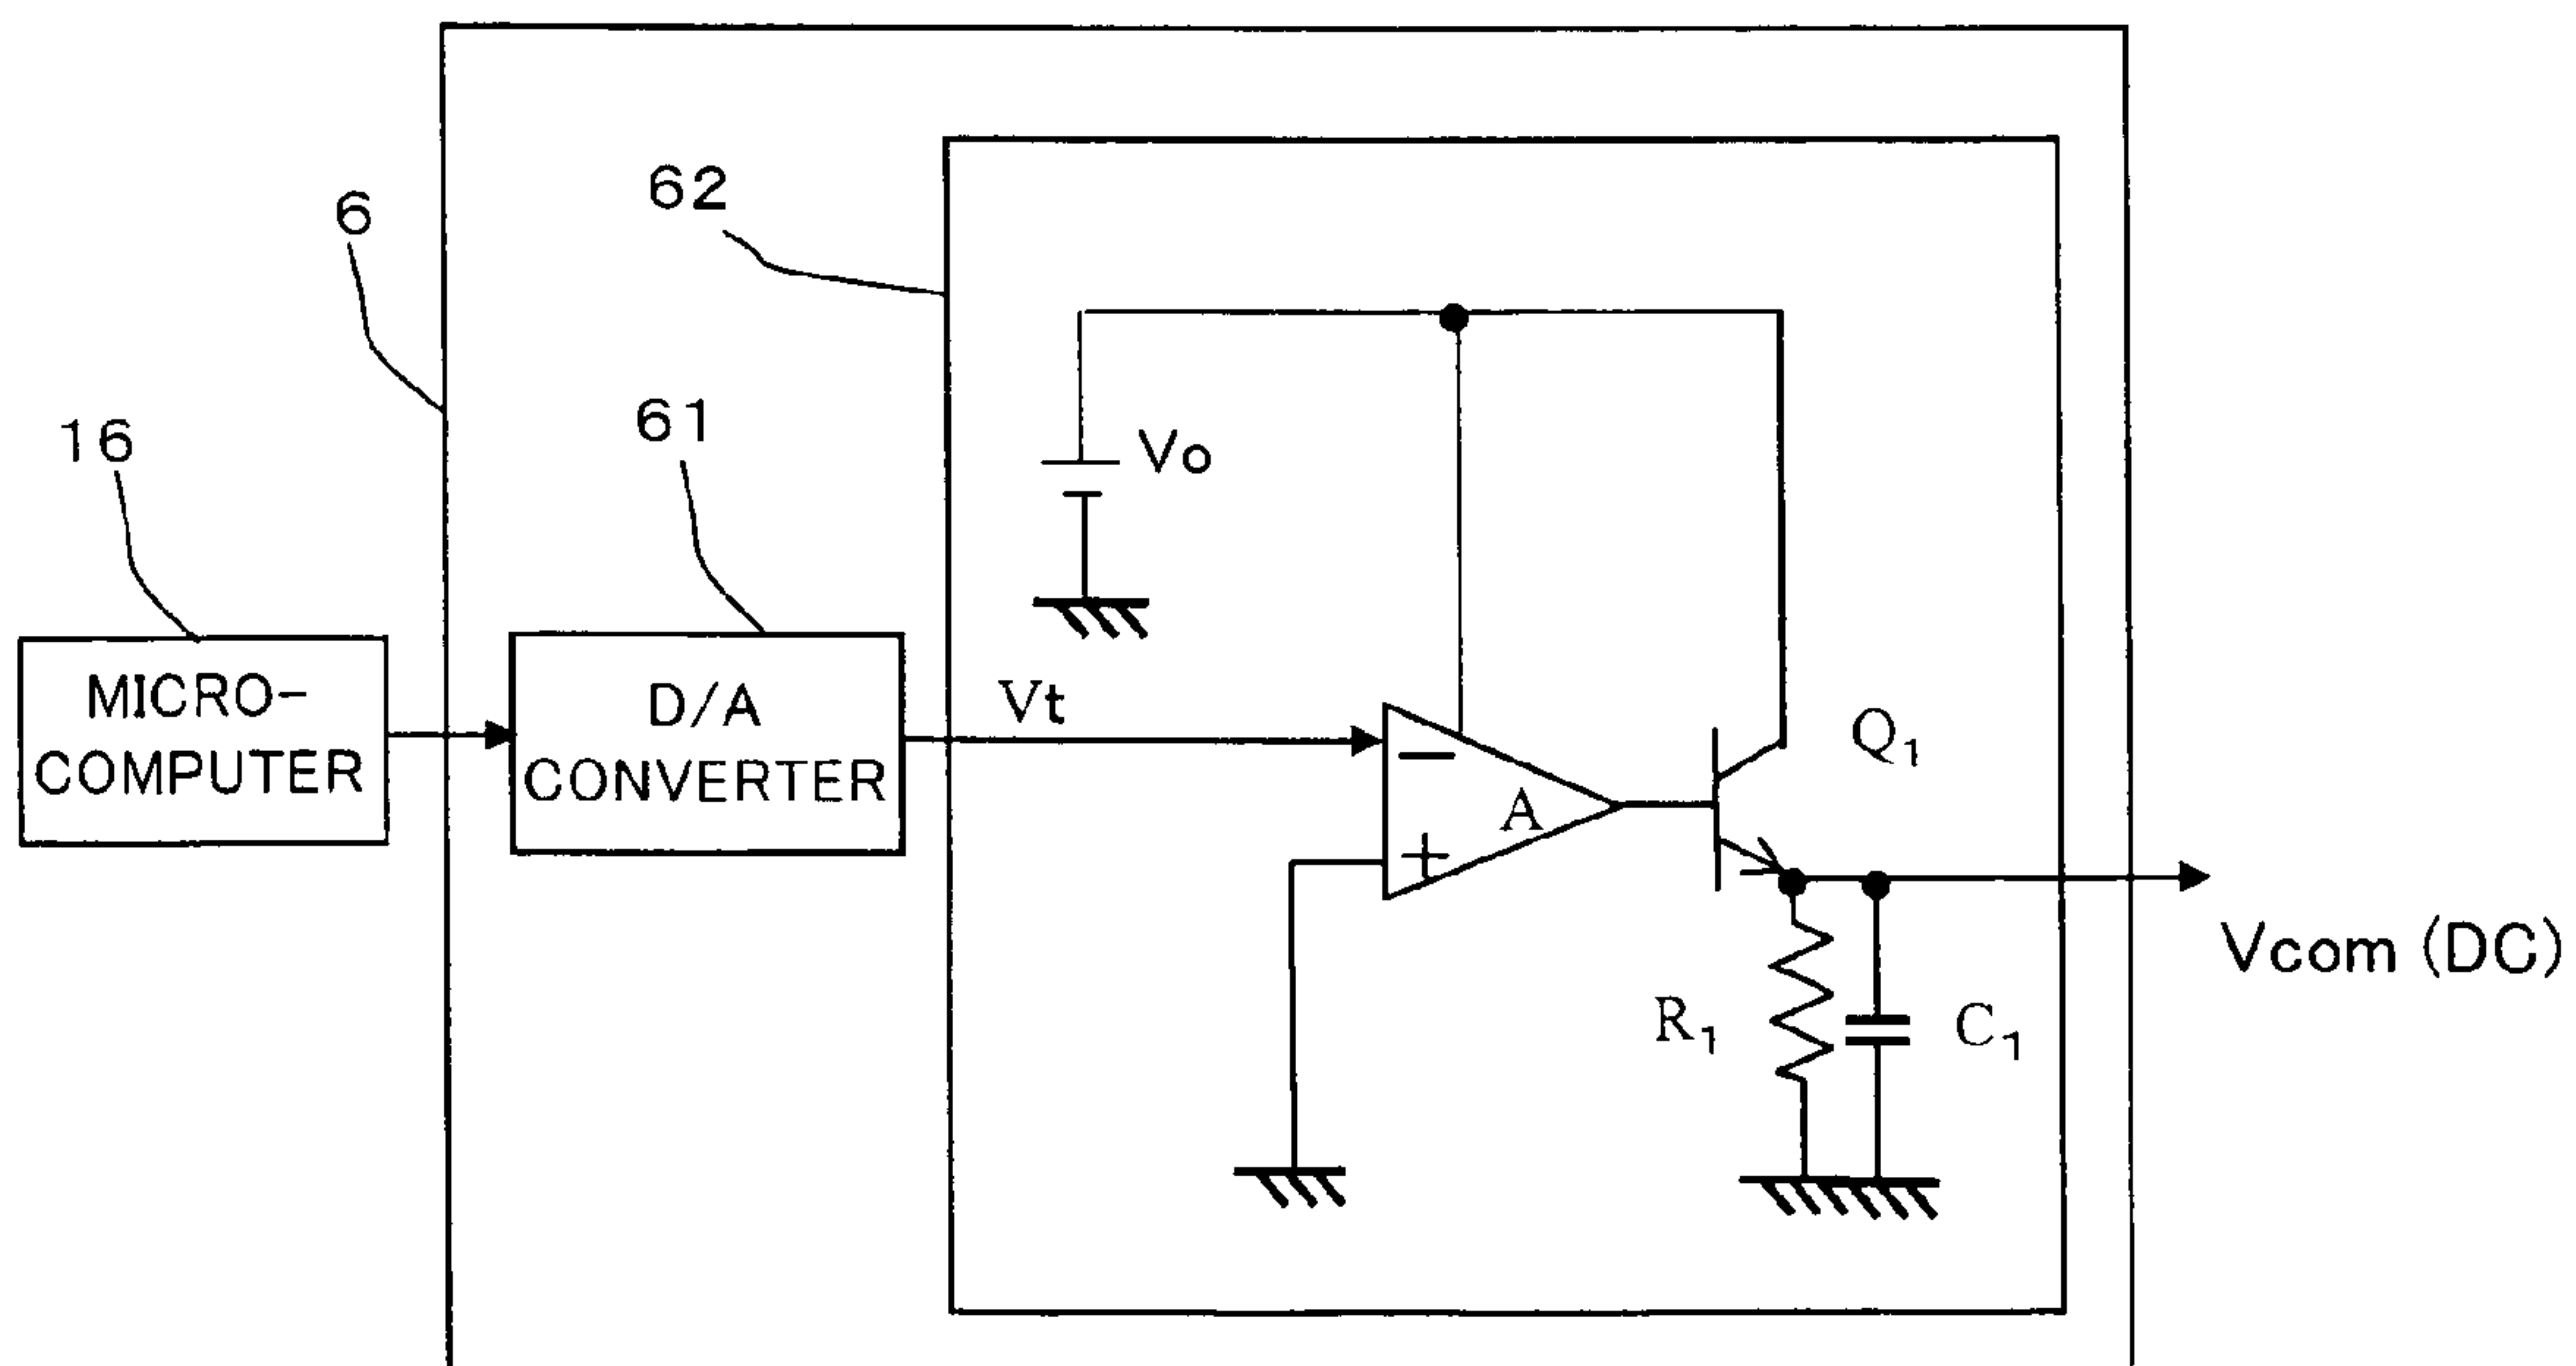 6
62
16
61
Vo
MICRO-
COMPUTER
D/A
CONVERTER
Vt
−
A
+
Q₁
Vcom (DC)
R₁
C₁